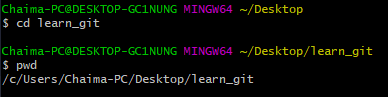 Chaima-PC@DESKTOP-GC1NUNG MINGW64 ~/Desktop
$ cd learn_git
Chaima-PC@DESKTOP-GC1NUNG MINGW64 ~/Desktop/learn_git
$ pwd
/c/Users/Chaima-PC/Desktop/learn_git